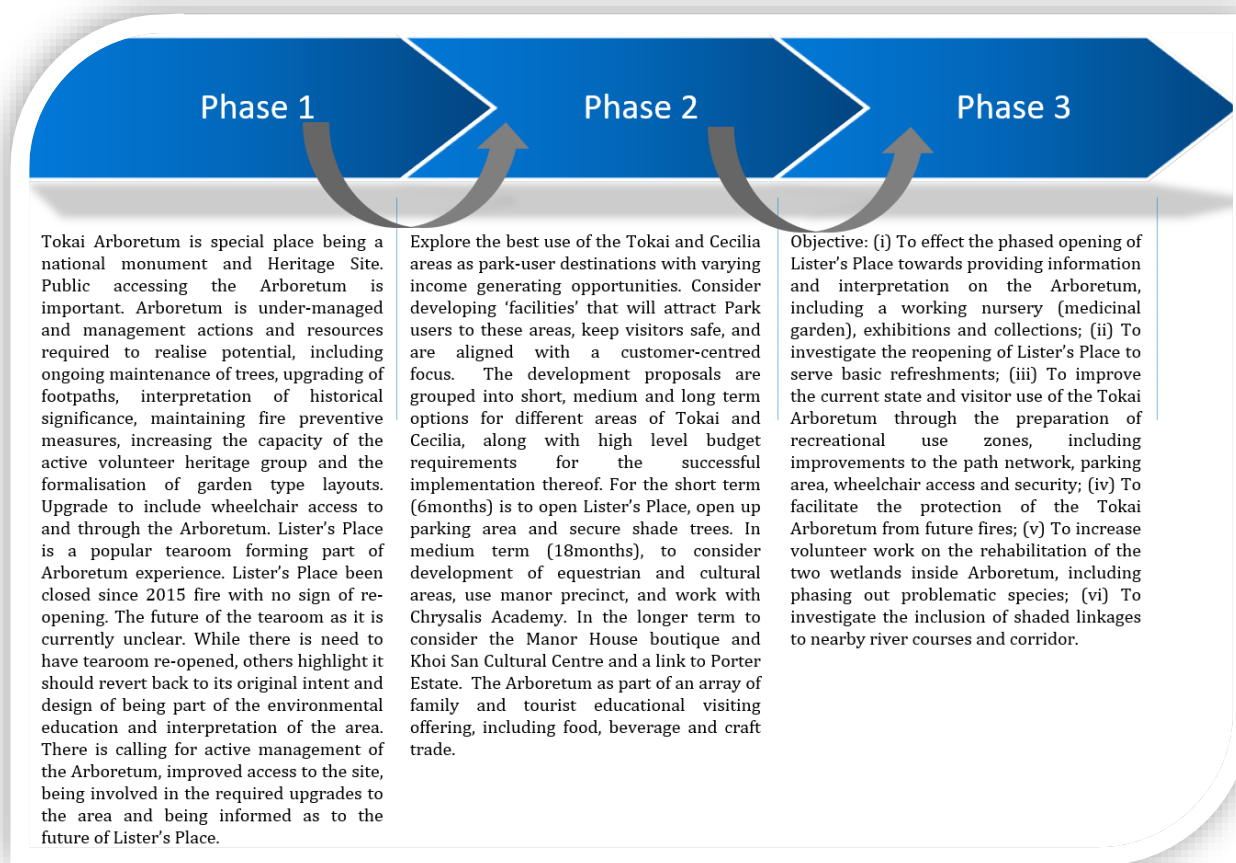 Phase 1
Phase 2
Phase 3
Tokai Arboretum is special place being a
national monument and Heritage Site.
Public accessing the Arboretum is
important. Arboretum is under-managed
and management actions and resources
required to realise potential, including
ongoing maintenance of trees, upgrading of
footpaths, interpretation of historical
significance, maintaining fire preventive
measures, increasing the capacity of the
active volunteer heritage group and the
formalisation of garden type layouts.
Upgrade to include wheelchair access to
and through the Arboretum. Lister’s Place
is a popular tearoom forming part of
Arboretum experience. Lister’s Place been
closed since 2015 fire with no sign of re-
opening. The future of the tearoom as it is
currently unclear. While there is need to
have tearoom re-opened, others highlight it
should revert back to its original intent and
design of being part of the environmental
education and interpretation of the area.
There is calling for active management of
the Arboretum, improved access to the site,
being involved in the required upgrades to
the area and being informed as to the
future of Lister’s Place.
Explore the best use of the Tokai and Cecilia
areas as park-user destinations with varying
income generating opportunities. Consider
developing ‘facilities’ that will attract Park
users to these areas, keep visitors safe, and
are aligned with a customer-centred
focus. The development proposals are
grouped into short, medium and long term
options for different areas of Tokai and
Cecilia, along with high level budget
requirements for the successful
implementation thereof. For the short term
(6months) is to open Lister’s Place, open up
parking area and secure shade trees. In
medium term (18months), to consider
development of equestrian and cultural
areas, use manor precinct, and work with
Chrysalis Academy. In the longer term to
consider the Manor House boutique and
Khoi San Cultural Centre and a link to Porter
Estate. The Arboretum as part of an array of
family and tourist educational visiting
offering, including food, beverage and craft
trade.
Objective: (i) To effect the phased opening of
Lister’s Place towards providing information
and interpretation on the Arboretum,
including a working nursery (medicinal
garden), exhibitions and collections; (ii) To
investigate the reopening of Lister’s Place to
serve basic refreshments; (iii) To improve
the current state and visitor use of the Tokai
Arboretum through the preparation of
recreational use zones, including
improvements to the path network, parking
area, wheelchair access and security; (iv) To
facilitate the protection of the Tokai
Arboretum from future fires; (v) To increase
volunteer work on the rehabilitation of the
two wetlands inside Arboretum, including
phasing out problematic species; (vi) To
investigate the inclusion of shaded linkages
to nearby river courses and corridor.